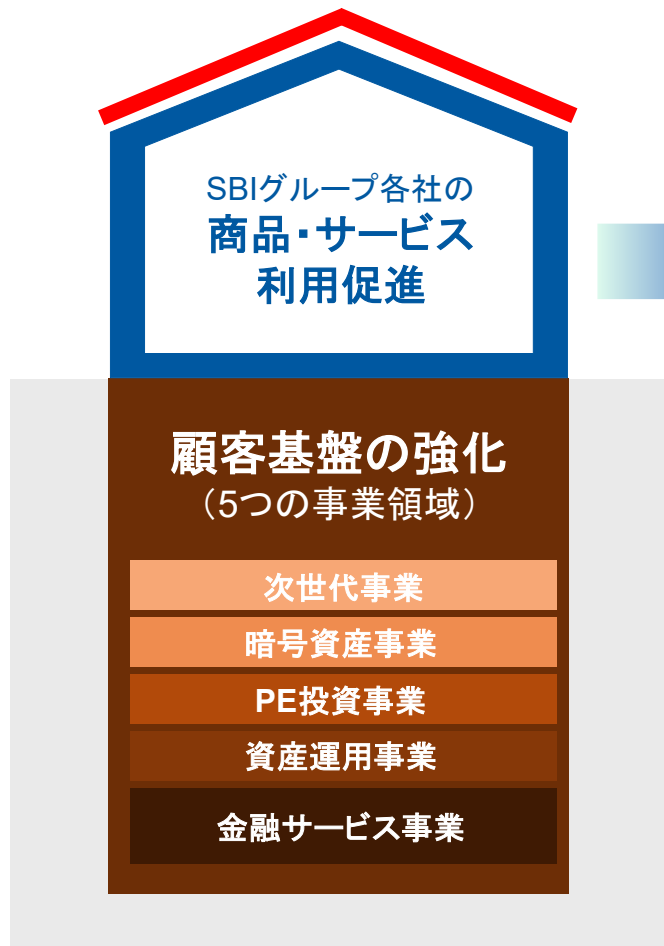 SBIグループ各社の
商品・サービス
利用促進
顧客基盤の強化
（5つの事業領域）
次世代事業
暗号資産事業
PE投資事業
資産運用事業
金融サービス事業